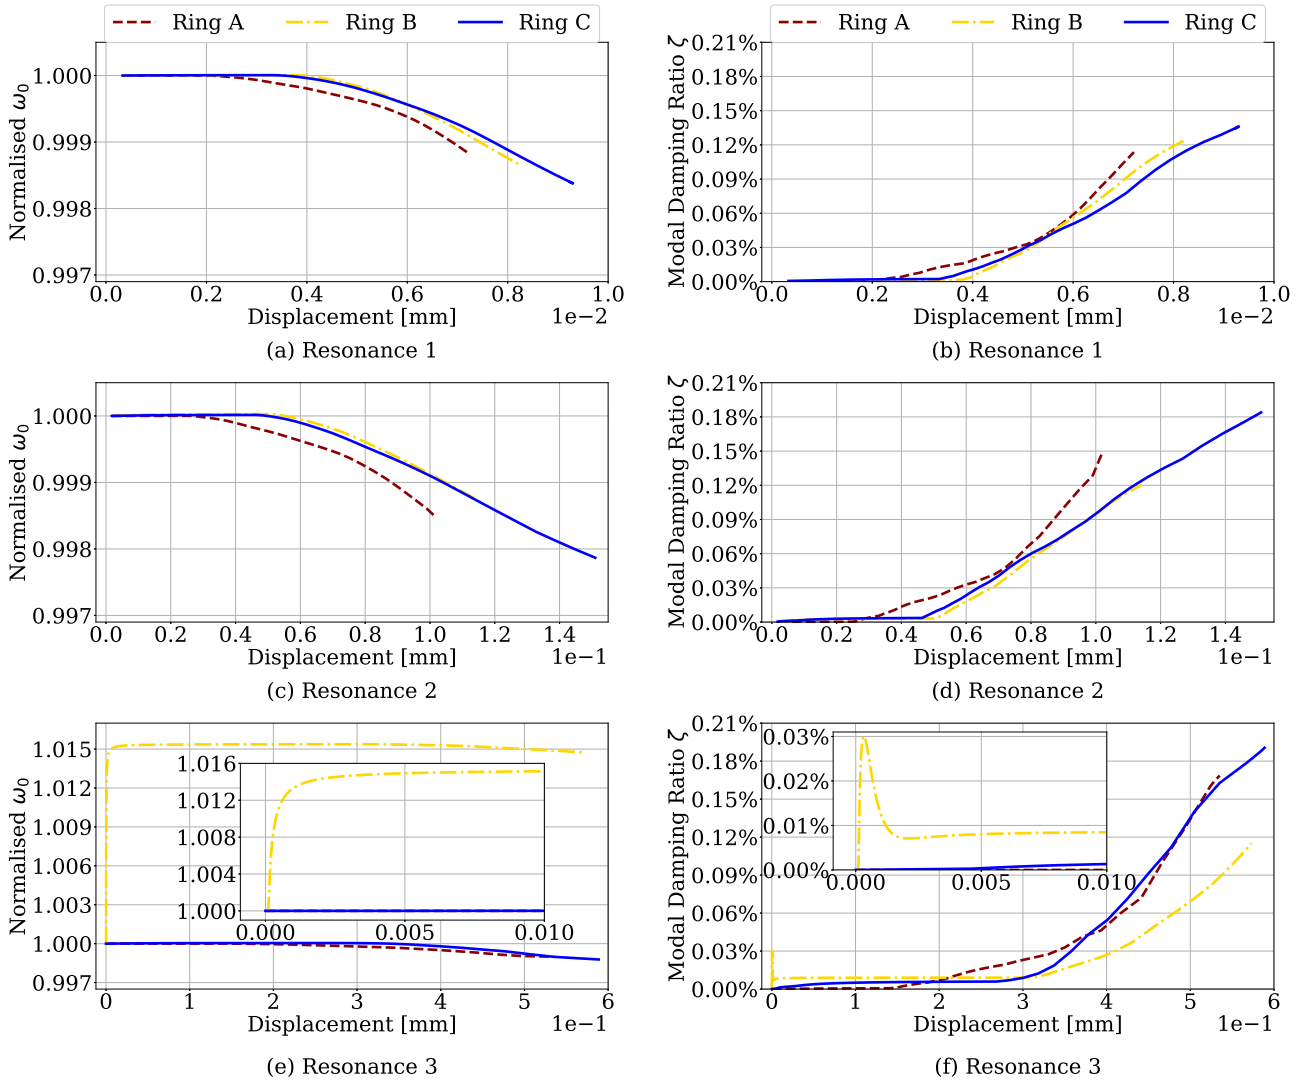 Ring A Ring B Ring C
Normalised ω0
1.000
0.999
0.998
0.997
0.0 0.2 0.4 0.6 0.8 1.0
Displacement [mm] 1e−2
(a) Resonance 1
Ring A Ring B Ring C
Modal Damping Ratio ζ
0.21%
0.18%
0.15%
0.12%
0.09%
0.06%
0.03%
0.00%
0.0 0.2 0.4 0.6 0.8 1.0
Displacement [mm] 1e−2
(b) Resonance 1
Normalised ω0
1.000
0.999
0.998
0.997
0.0 0.2 0.4 0.6 0.8 1.0 1.2 1.4
Displacement [mm] 1e−1
(c) Resonance 2
Modal Damping Ratio ζ
0.21%
0.18%
0.15%
0.12%
0.09%
0.06%
0.03%
0.00%
0.2 0.4 0.6 0.8 1.0 1.2 1.4
Displacement [mm] 1e−1
(d) Resonance 2
Normalised ω0
1.015
1.012
1.009
1.006
1.003
1.000
0.997
1.016
1.012
1.008
1.004
1.000
0.000 0.005 0.010
0 1 2 3 4 5 6
Displacement [mm] 1e−1
(e) Resonance 3
Modal Damping Ratio ζ
0.21%
0.18%
0.15%
0.12%
0.09%
0.06%
0.03%
0.00%
0.03%
0.02%
0.01%
0.00%
0.000 0.005 0.010
0 1 2 3 4 5 6
Displacement [mm] 1e−1
(f) Resonance 3